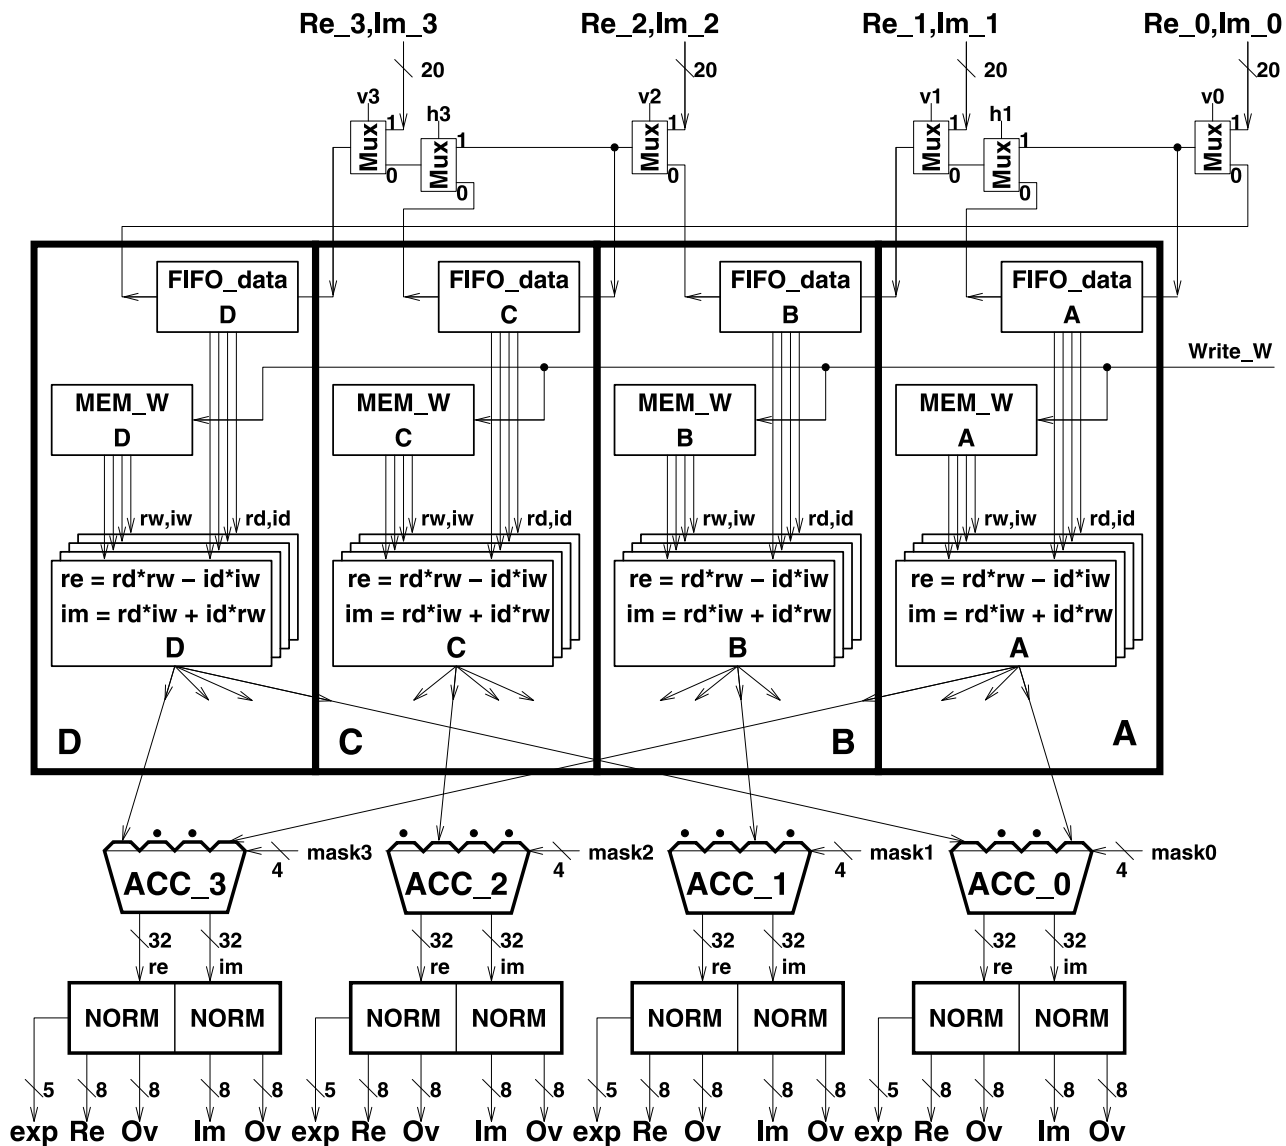 Re_3,Im_3 Re_2,Im_2 Re_1,Im_1 Re_0,Im_0
20 20 20 20
v3 v2 v1 v0
h3 h1
1 1 1 1
Mux Mux 1 Mux Mux Mux 1 Mux
0 0 0 0 0 0
FIFO_data FIFO_data FIFO_data FIFO_data
D C B A
Write_W
MEM_W MEM_W MEM_W MEM_W
D C B A
rw,iw rd,id rw,iw rd,id rw,iw rd,id rw,iw rd,id
re = rd*rw – id*iw re = rd*rw – id*iw re = rd*rw – id*iw re = rd*rw – id*iw
im = rd*iw + id*rw im = rd*iw + id*rw im = rd*iw + id*rw im = rd*iw + id*rw
D C B A
D C B A
mask3 mask2 mask1 mask0
4 4 4 4
ACC_3 ACC_2 ACC_1 ACC_0
32 32 32 32 32 32 32 32
re im re im re im re im
NORM NORM NORM NORM NORM NORM NORM NORM
5 8 8 8 8 5 8 8 8 8 5 8 8 8 8 5 8 8 8 8
exp Re Ov Im Ov exp Re Ov Im Ov exp Re Ov Im Ov exp Re Ov Im Ov